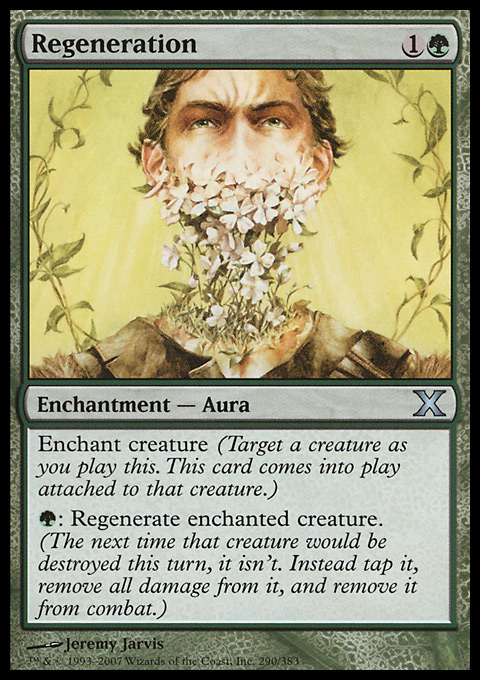 Regeneration 1
Enchantment — Aura X
Enchant creature (Target a creature as
you play this. This card comes into play
attached to that creature.)
: Regenerate enchanted creature.
(The next time that creature would be
destroyed this turn, it isn't. Instead tap it,
remove all damage from it, and remove it
from combat.)
Jeremy Jarvis
™ & © 1993–2007 Wizards of the Coast, Inc. 290/383